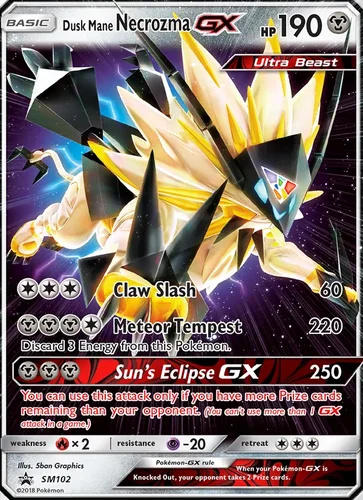 BASIC Dusk Mane Necrozma GX HP 190
Ultra Beast
Claw Slash 60
Meteor Tempest 220
Discard 3 Energy from this Pokémon.
Sun's Eclipse GX 250
You can use this attack only if you have more Prize cards
remaining than your opponent. (You can't use more than 1 GX
attack in a game.)
weakness × 2 resistance -20 retreat
Illus. 5ban Graphics
Pokémon-GX rule
SM102
When your Pokémon-GX is
Knocked Out, your opponent takes 2 Prize cards.
©2018 Pokémon